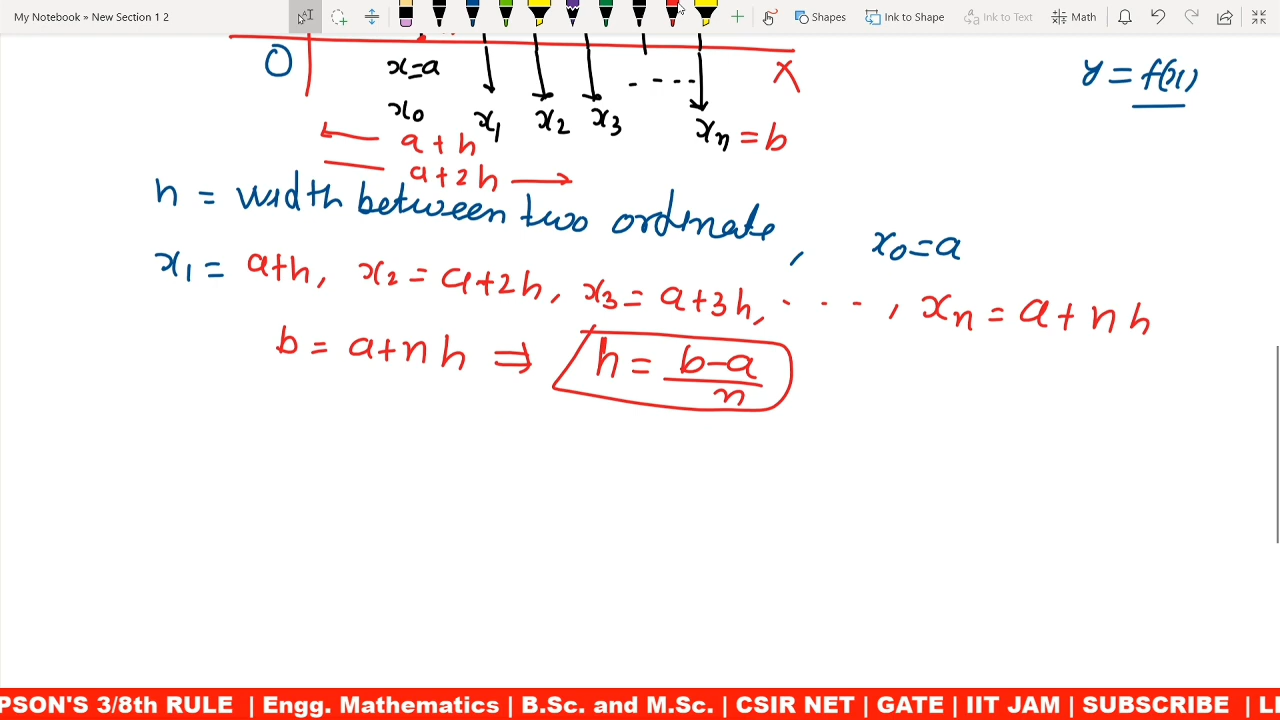 My Notebook » New Section 1 2
Shapes Ink to Shape Ink to Text Math
O x=a X y = f(x)
x0 x1 x2 x3 ---- xn = b
a+h
a+2h
h = width between two ordinate, x0=a
x1 = a+h, x2 = a+2h, x3 = a+3h, - - -, xn = a+nh
b = a+nh ⇒ h = b-a/n
PSON'S 3/8th RULE | Engg. Mathematics | B.Sc. and M.Sc. | CSIR NET | GATE | IIT JAM | SUBSCRIBE | LI